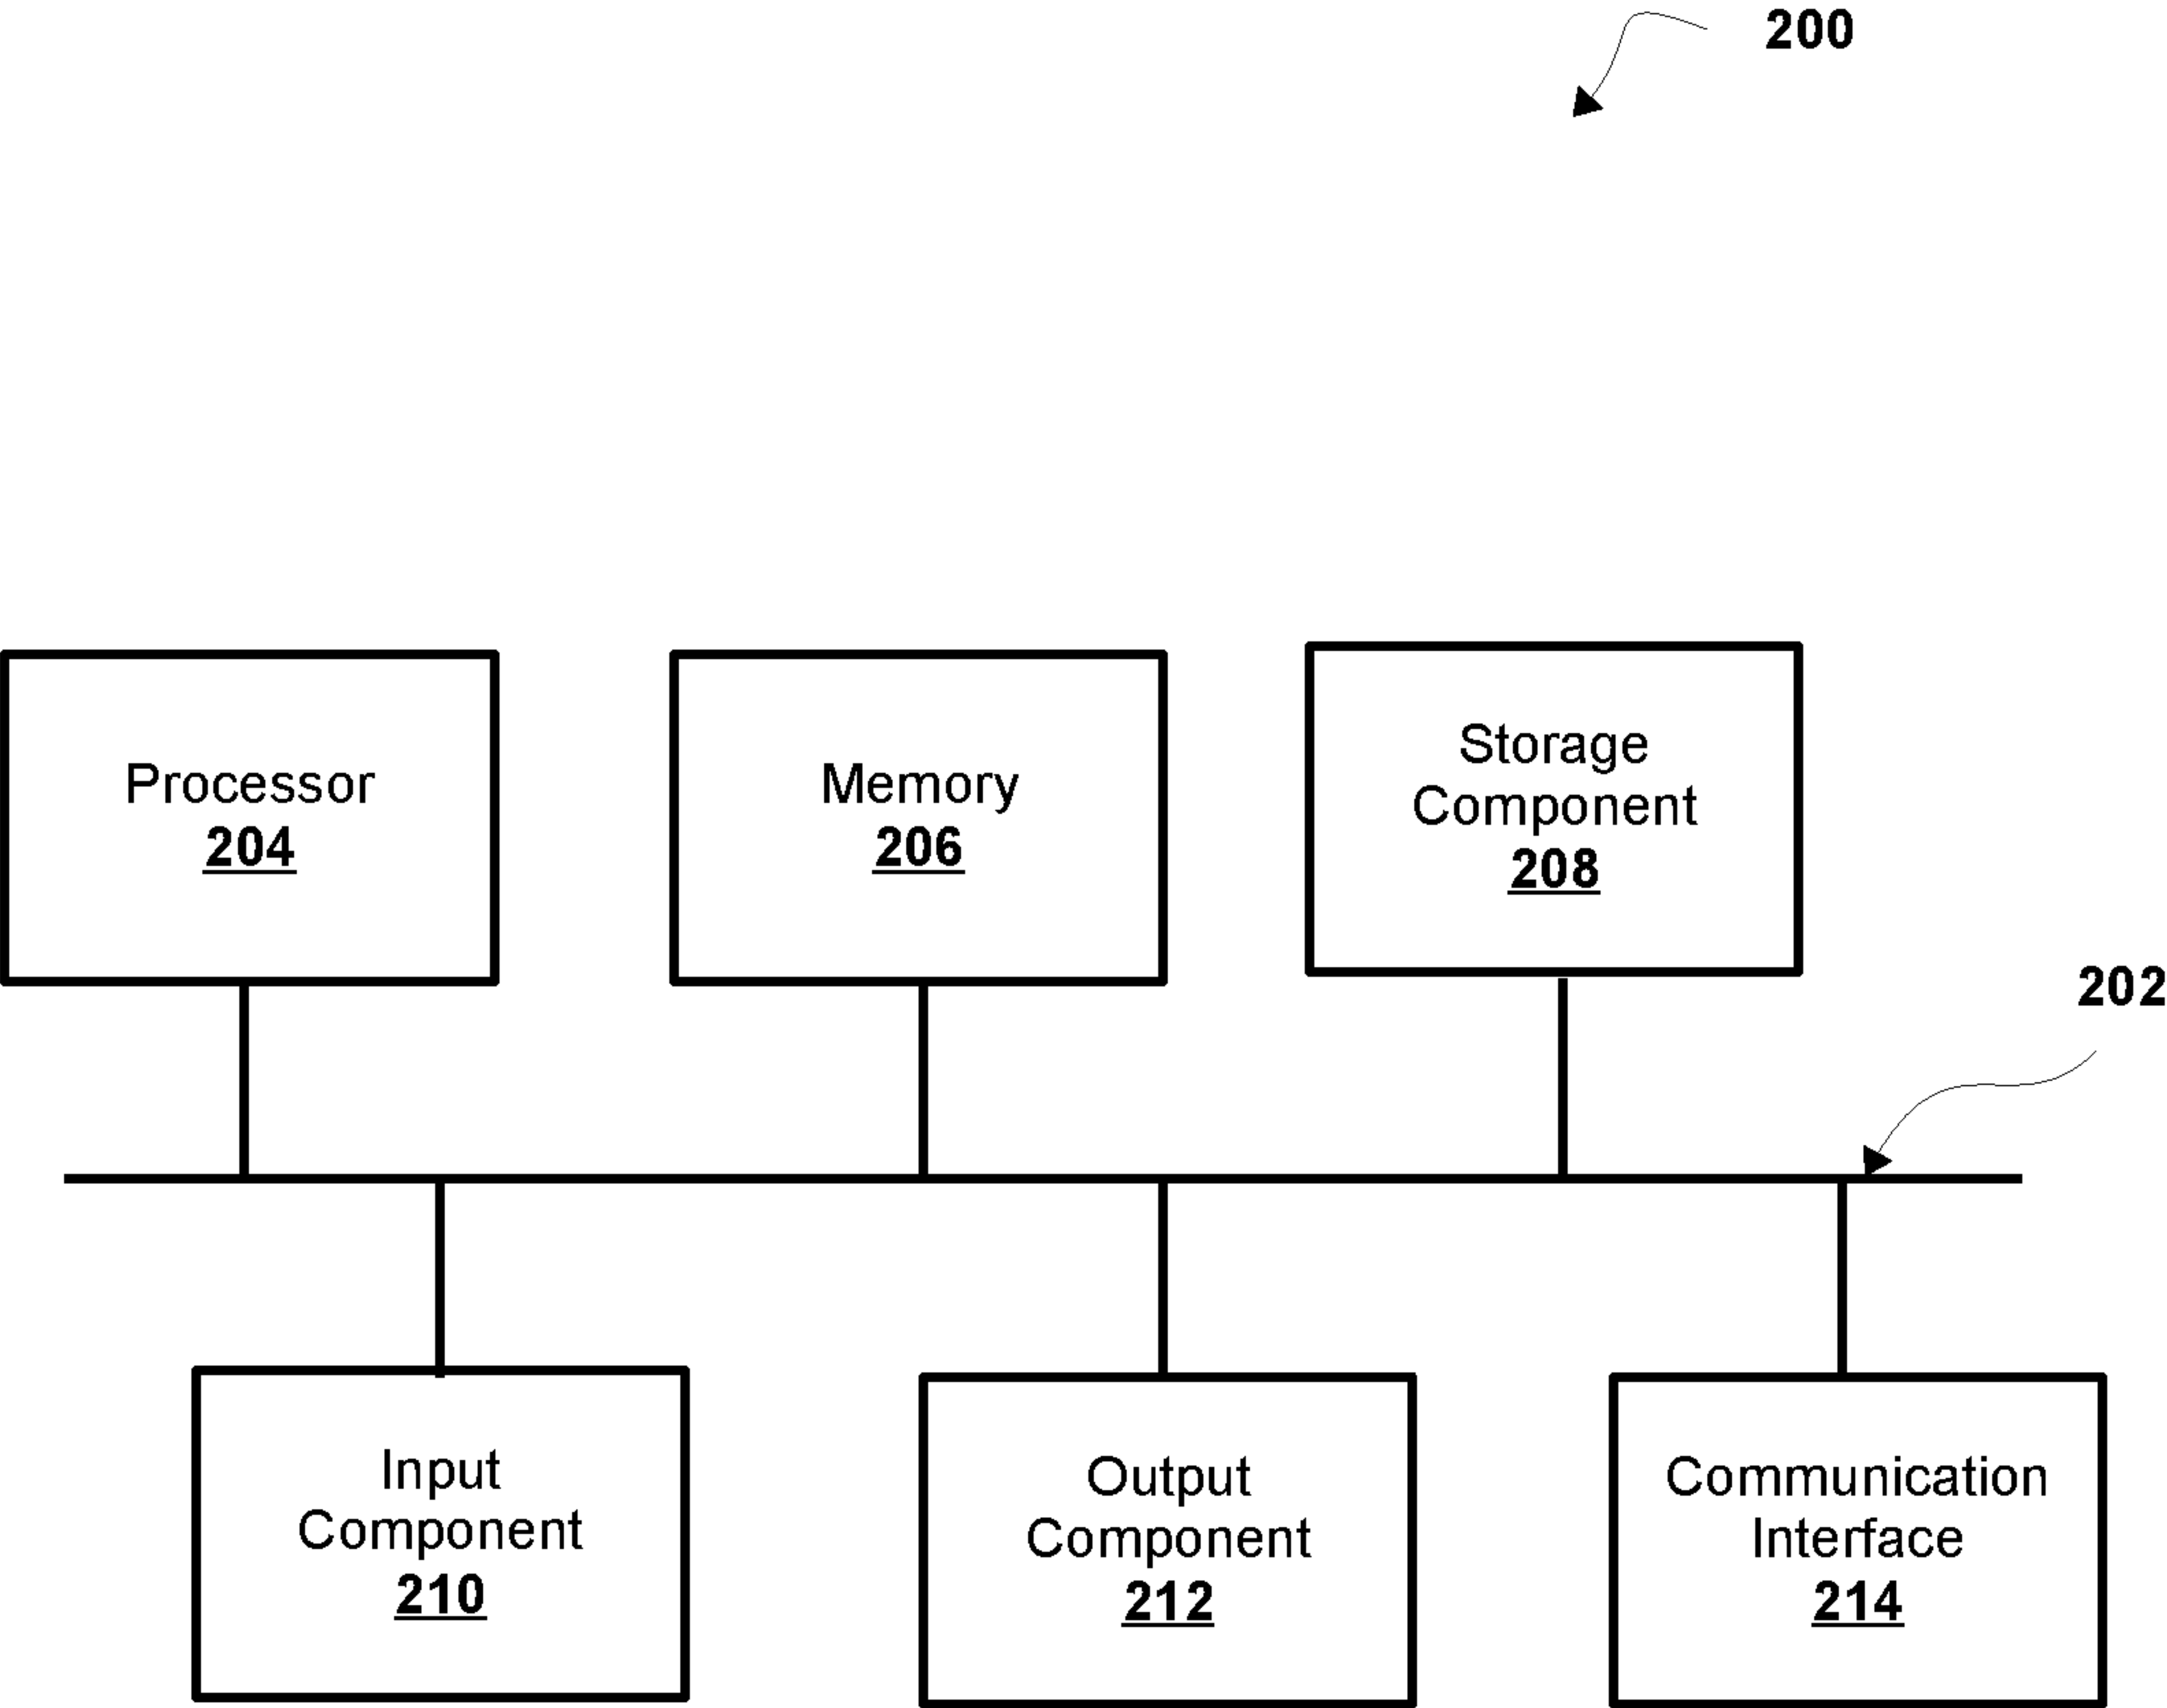 200
Processor
204
Memory
206
Storage
Component
208
202
Input
Component
210
Output
Component
212
Communication
Interface
214